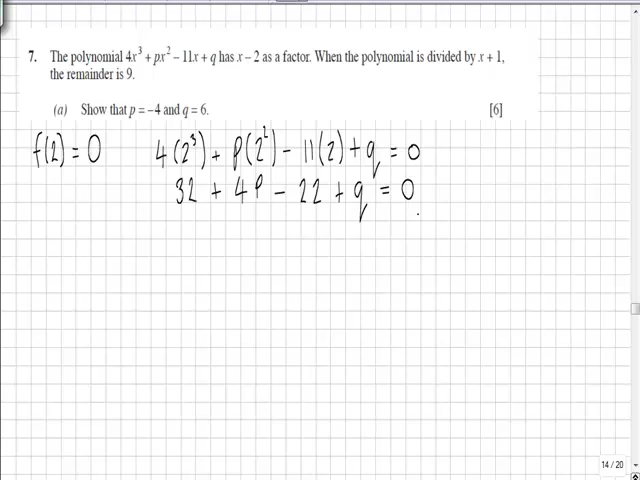 7. The polynomial 4x³ + px² – 11x + q has x – 2 as a factor. When the polynomial is divided by x + 1,
the remainder is 9.
(a) Show that p = –4 and q = 6. [6]
f(2) = 0 4(2³) + p(2²) – 11(2) + q = 0
32 + 4p – 22 + q = 0
14 / 20